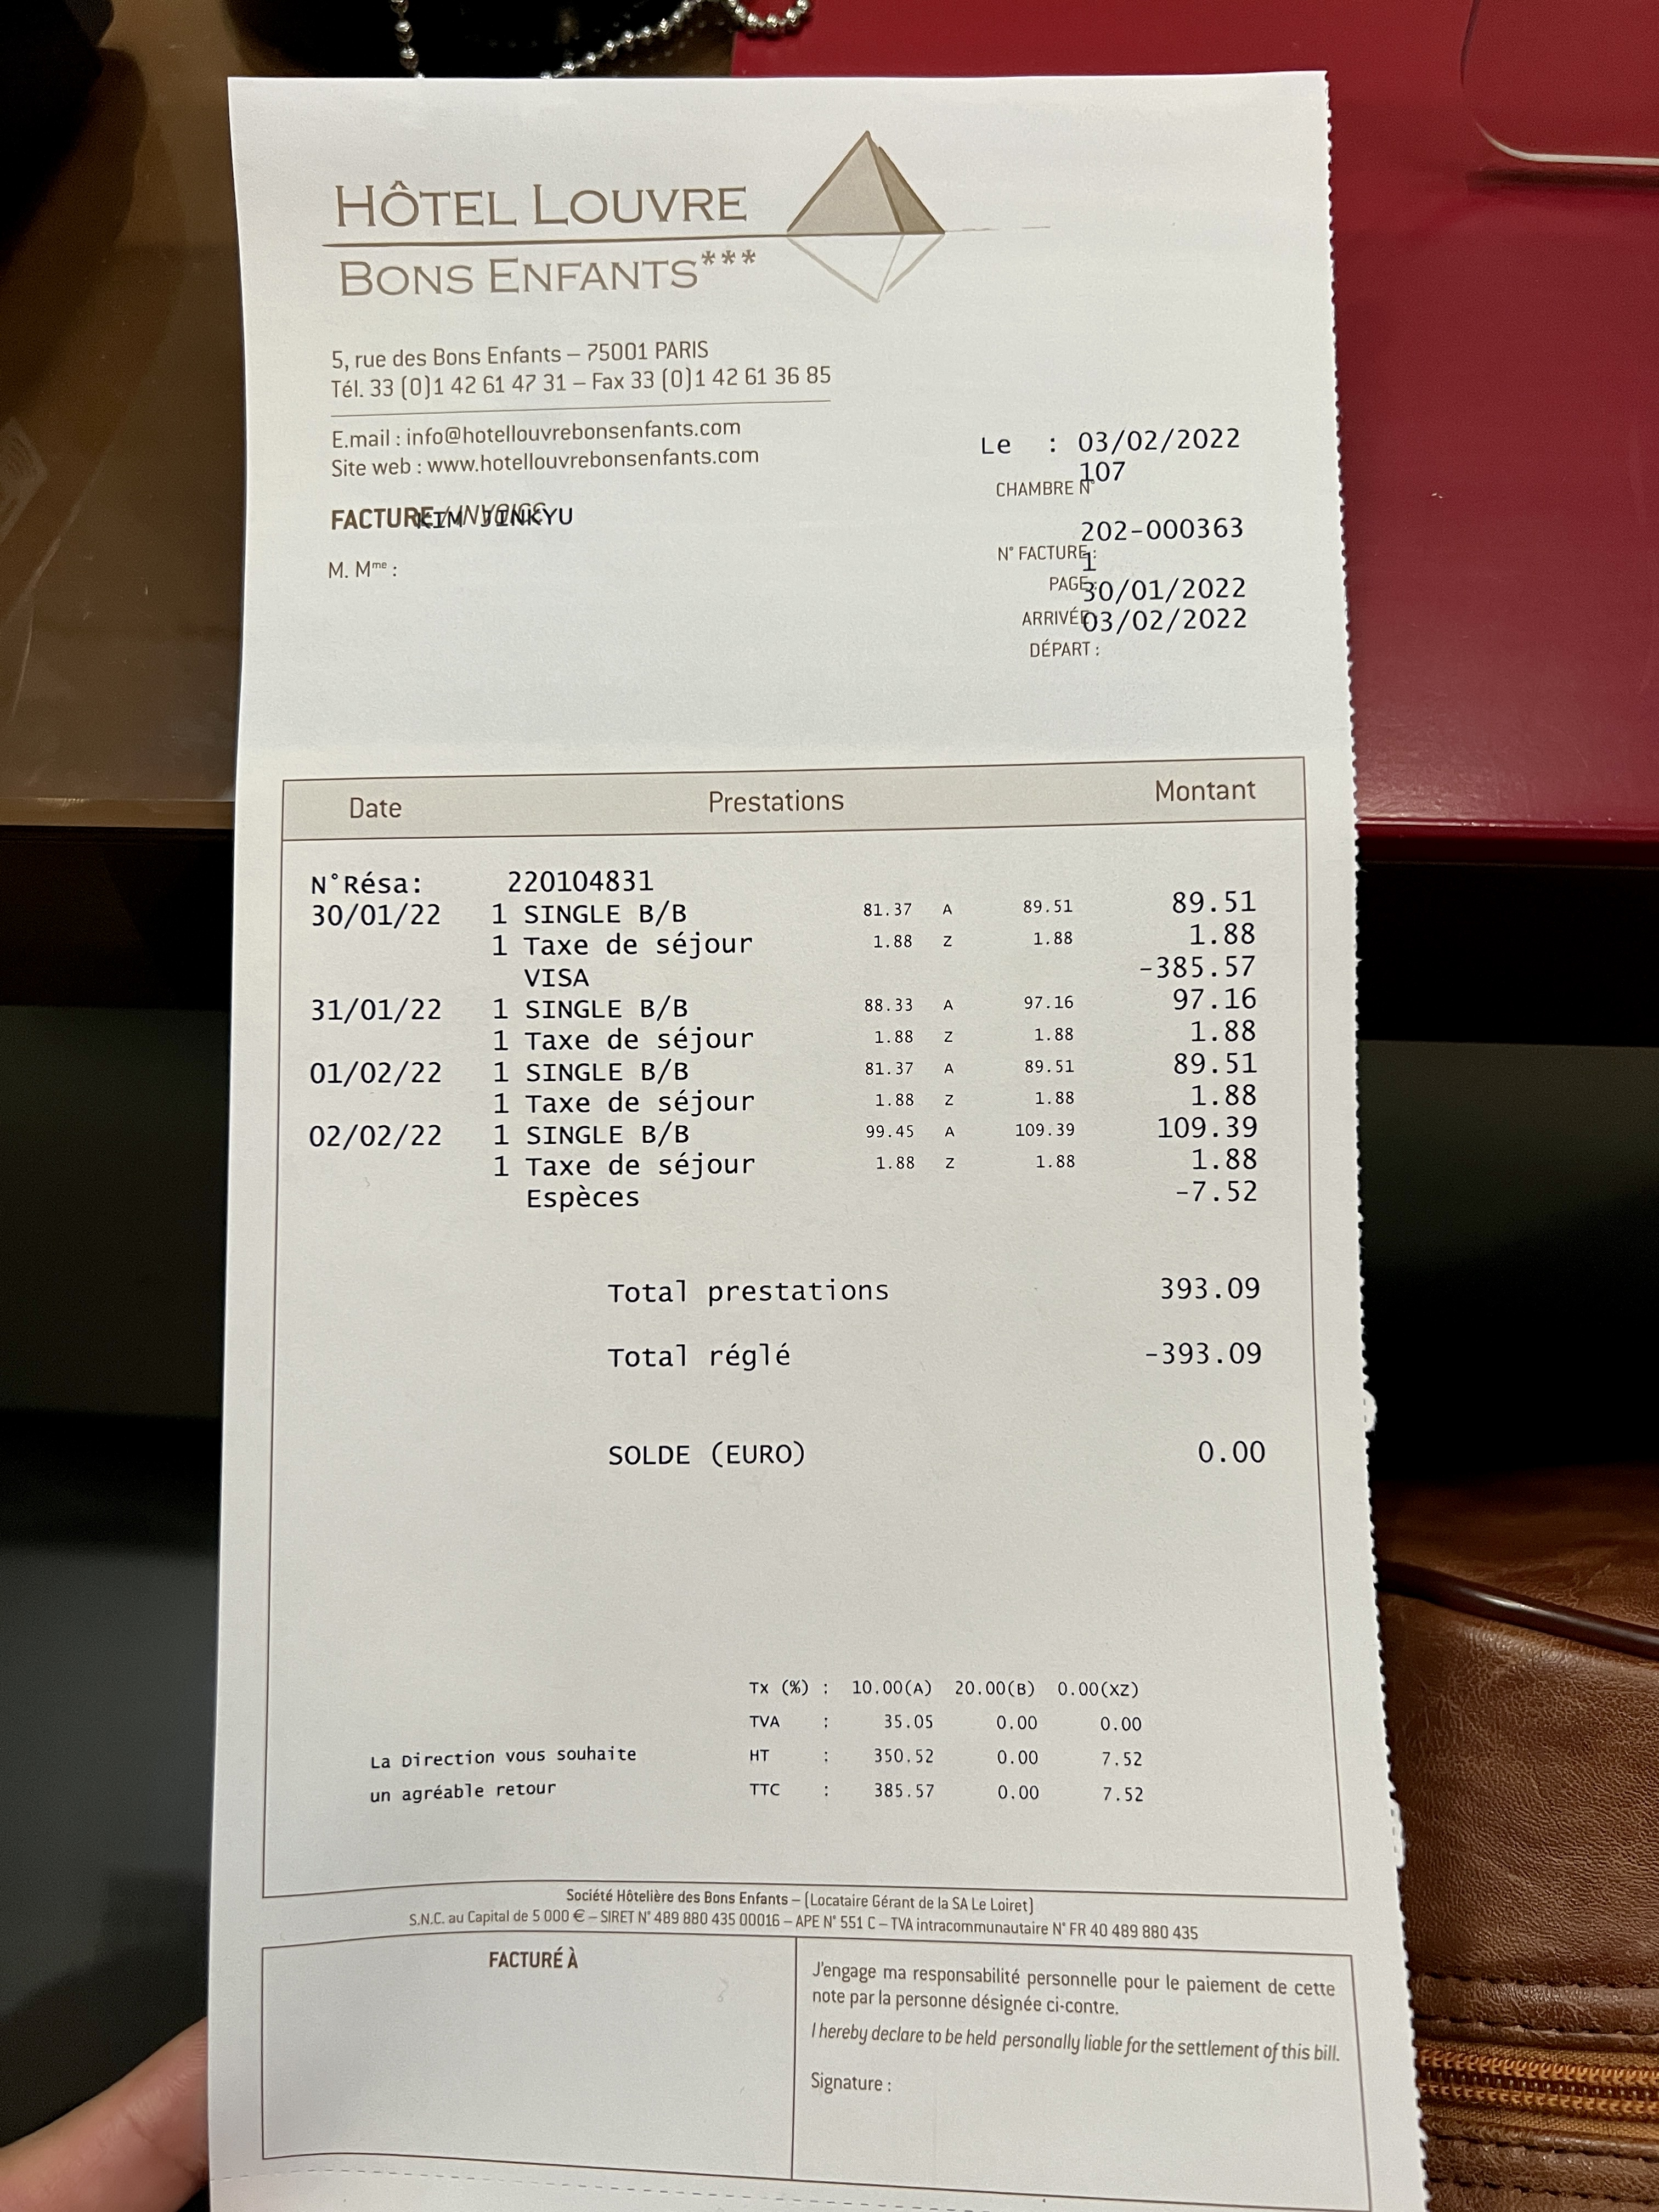 HÔTEL LOUVRE
BONS ENFANTS***
5, rue des Bons Enfants – 75001 PARIS
Tél. 33 (0)1 42 61 47 31 – Fax 33 (0)1 42 61 36 85
E.mail : info@hotellouvrebonsenfants.com
Site web : www.hotellouvrebonsenfants.com
Le : 03/02/2022
CHAMBRE N° 107
FACTURE / INVOICE
KIM JINKYU
M. Mme :
202-000363
N° FACTURE :
1
PAGE :
30/01/2022
ARRIVÉE :
03/02/2022
DÉPART :
Date Prestations Montant
N°Résa: 220104831
30/01/22 1 SINGLE B/B 81.37 A 89.51 89.51
1 Taxe de séjour 1.88 Z 1.88 1.88
VISA -385.57
31/01/22 1 SINGLE B/B 88.33 A 97.16 97.16
1 Taxe de séjour 1.88 Z 1.88 1.88
01/02/22 1 SINGLE B/B 81.37 A 89.51 89.51
1 Taxe de séjour 1.88 Z 1.88 1.88
02/02/22 1 SINGLE B/B 99.45 A 109.39 109.39
1 Taxe de séjour 1.88 Z 1.88 1.88
Espèces -7.52
Total prestations 393.09
Total réglé -393.09
SOLDE (EURO) 0.00
Tx (%) : 10.00(A) 20.00(B) 0.00(XZ)
TVA : 35.05 0.00 0.00
La Direction vous souhaite HT : 350.52 0.00 7.52
un agréable retour TTC : 385.57 0.00 7.52
Société Hôtelière des Bons Enfants – (Locataire Gérant de la SA Le Loiret)
S.N.C. au Capital de 5 000 € – SIRET N° 489 880 435 00016 – APE N° 551 C – TVA intracommunautaire N° FR 40 489 880 435
FACTURÉ À
J'engage ma responsabilité personnelle pour le paiement de cette
note par la personne désignée ci-contre.
I hereby declare to be held personally liable for the settlement of this bill.
Signature :